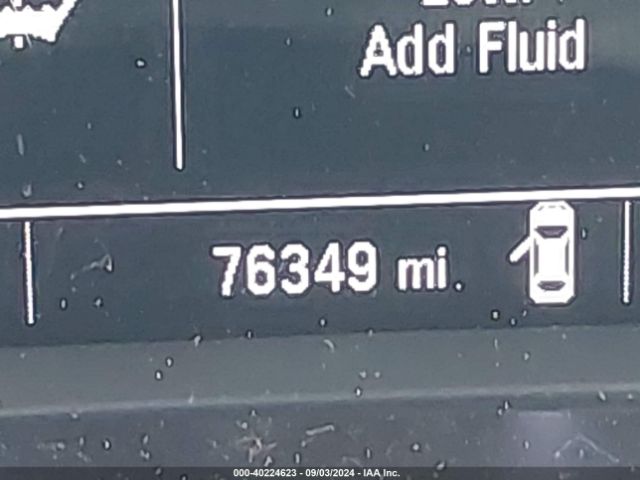 Add Fluid
76349 mi.
000-40224623 - 09/03/2024 - IAA Inc.